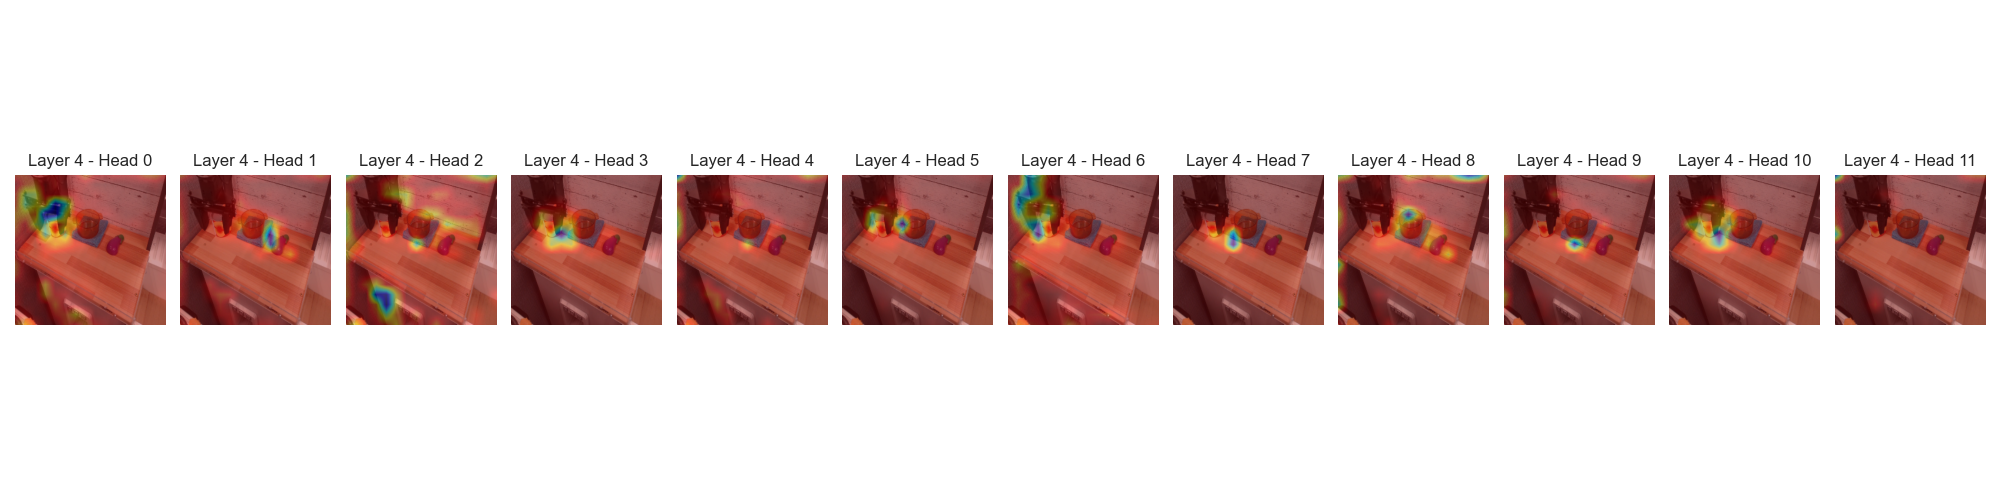 Layer 4 - Head 0
Layer 4 - Head 1
Layer 4 - Head 2
Layer 4 - Head 3
Layer 4 - Head 4
Layer 4 - Head 5
Layer 4 - Head 6
Layer 4 - Head 7
Layer 4 - Head 8
Layer 4 - Head 9
Layer 4 - Head 10
Layer 4 - Head 11